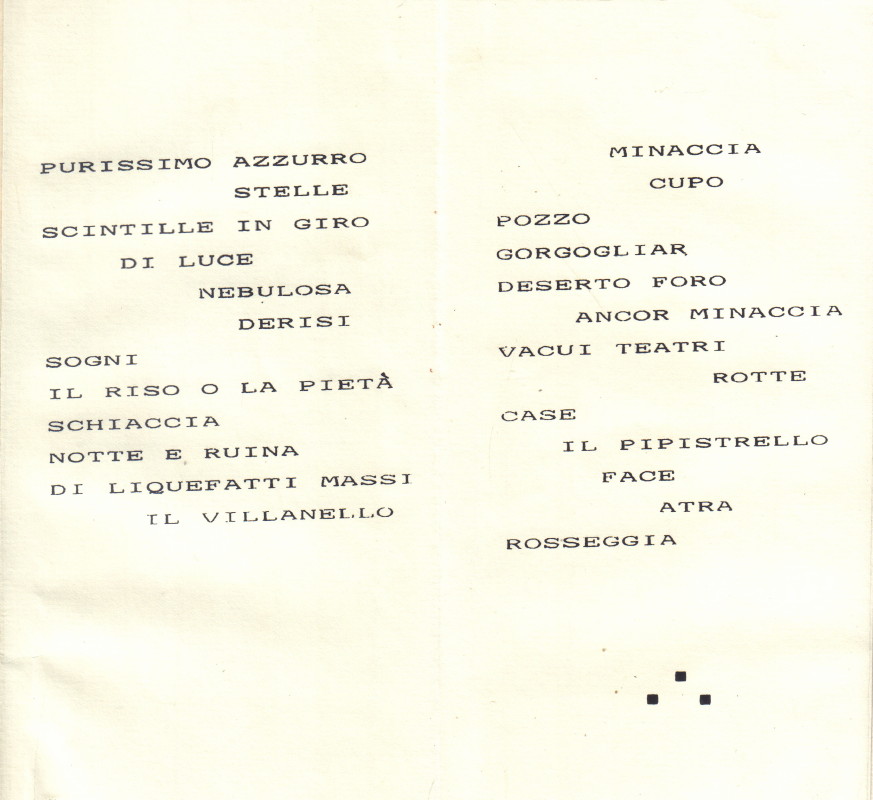 PURISSIMO AZZURRO
STELLE
SCINTILLE IN GIRO
DI LUCE
NEBULOSA
DERISI
SOGNI
IL RISO O LA PIETÀ
SCHIACCIA
NOTTE E RUINA
DI LIQUEFATTI MASSI
IL VILLANELLO
MINACCIA
CUPO
POZZO
GORGOGLIAR
DESERTO FORO
ANCOR MINACCIA
VACUI TEATRI
ROTTE
CASE
IL PIPISTRELLO
FACE
ATRA
ROSSEGGIA